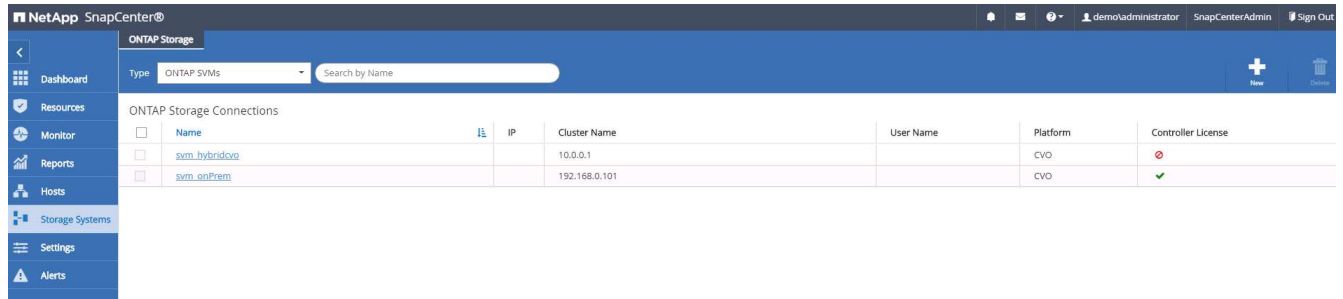 NetApp SnapCenter®
demo\administrator SnapCenterAdmin Sign Out
ONTAP Storage
Type ONTAP SVMs Search by Name
New Delete
Dashboard
Resources
Monitor
Reports
Hosts
Storage Systems
Settings
Alerts
ONTAP Storage Connections
Name IP Cluster Name User Name Platform Controller License
svm_hybridcvo 10.0.0.1 CVO
svm_onPrem 192.168.0.101 CVO